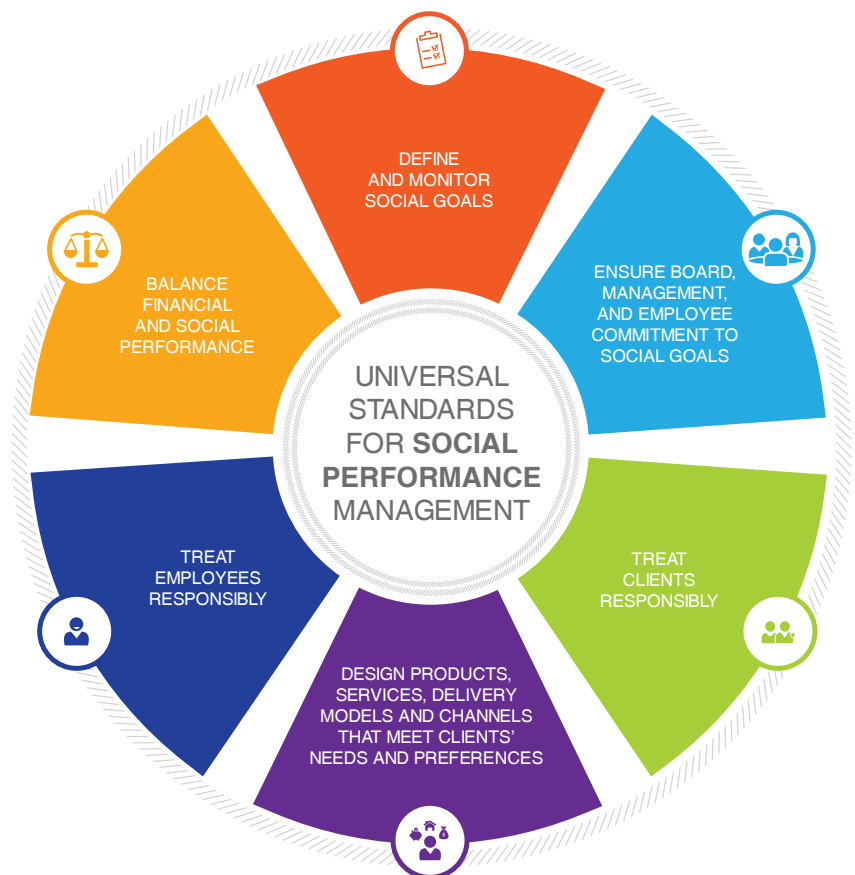 DEFINE
AND MONITOR
SOCIAL GOALS
ENSURE BOARD,
MANAGEMENT,
AND EMPLOYEE
COMMITMENT TO
SOCIAL GOALS
TREAT
CLIENTS
RESPONSIBLY
DESIGN PRODUCTS,
SERVICES, DELIVERY
MODELS AND CHANNELS
THAT MEET CLIENTS’
NEEDS AND PREFERENCES
TREAT
EMPLOYEES
RESPONSIBLY
BALANCE
FINANCIAL
AND SOCIAL
PERFORMANCE
UNIVERSAL
STANDARDS
FOR SOCIAL
PERFORMANCE
MANAGEMENT